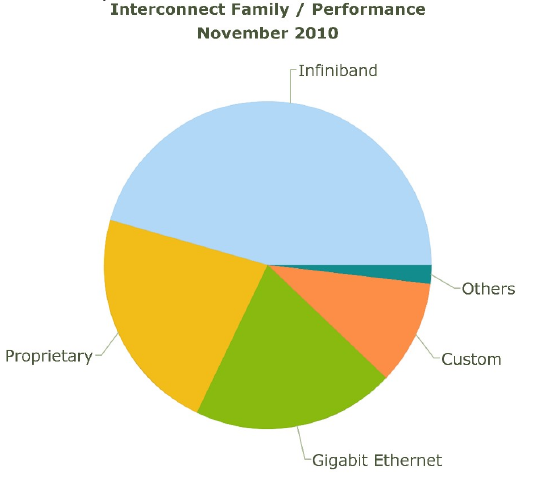 Interconnect Family / Performance
November 2010
Infiniband
Others
Proprietary
Custom
Gigabit Ethernet